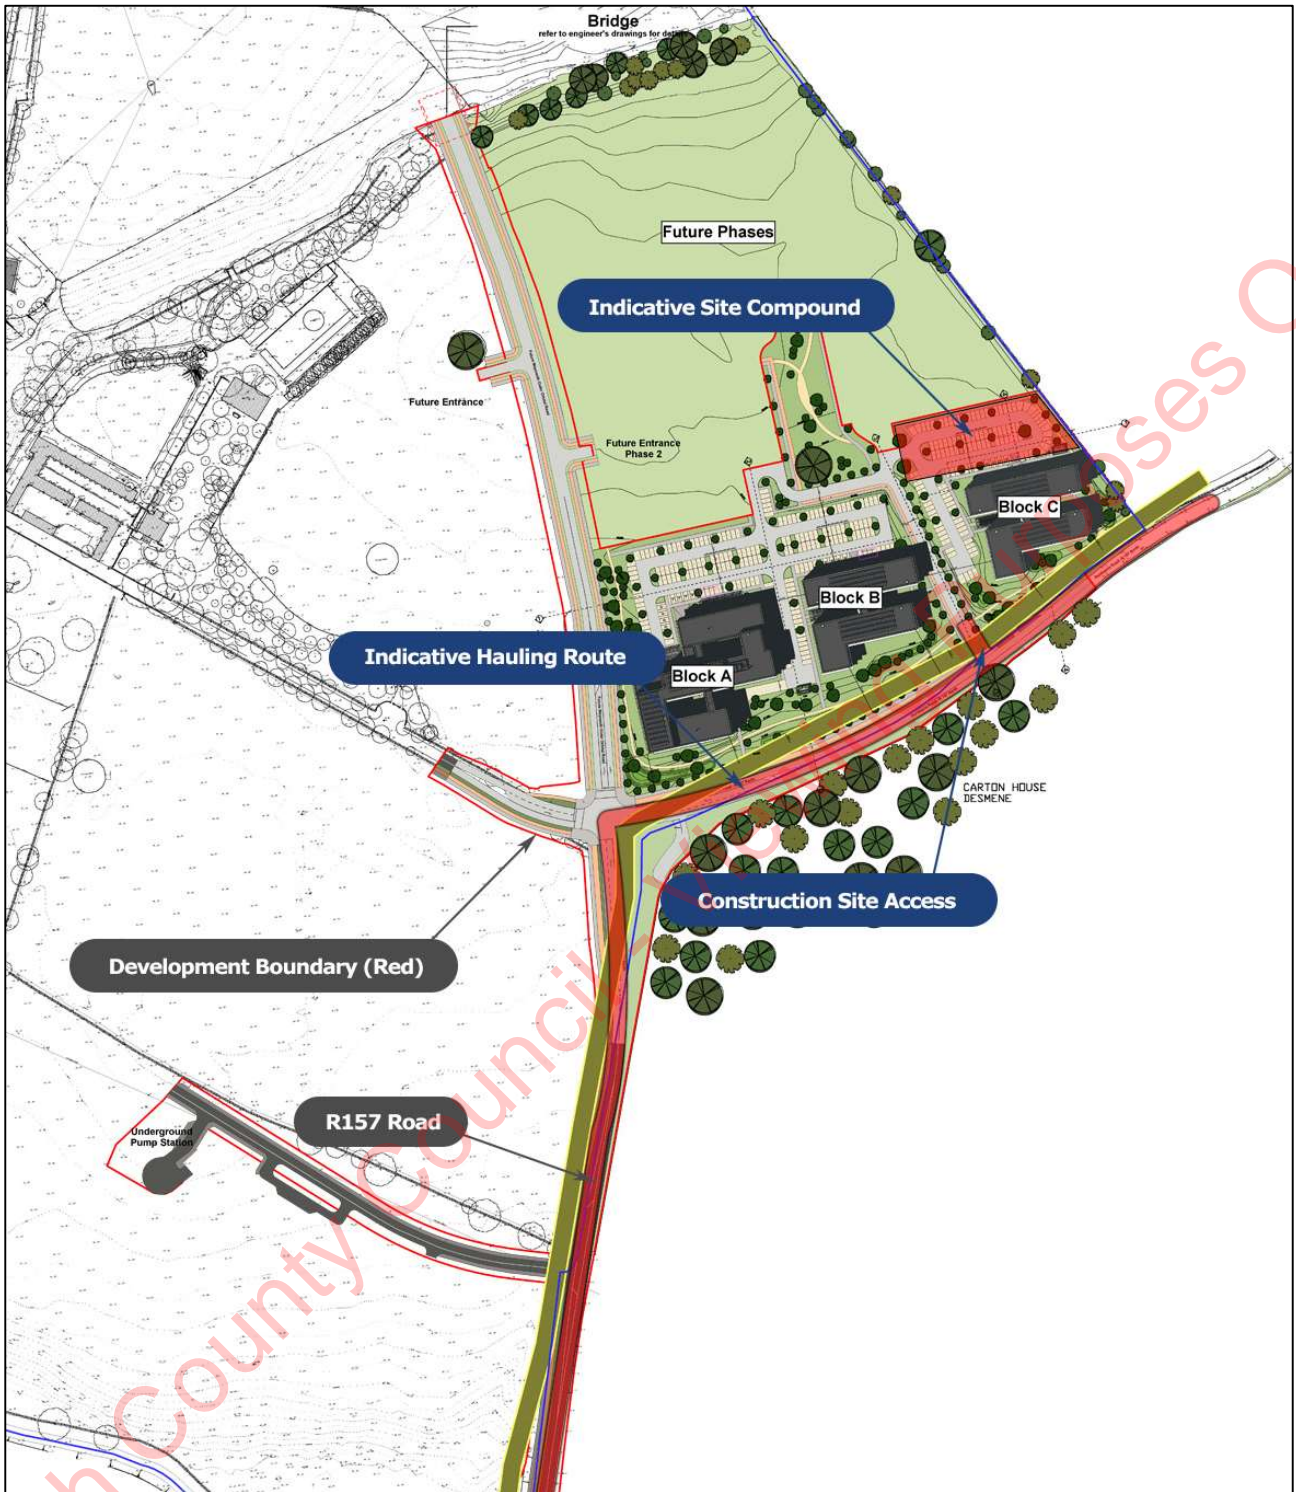 Bridge
refer to engineer's drawings for details
Future Phases
Indicative Site Compound
Future Entrance
Future Entrance
Phase 2
Block C
Block B
Indicative Hauling Route
Block A
CARTON HOUSE
DESMENE
Construction Site Access
Development Boundary (Red)
R157 Road
Underground
Pump Station
h County Council - Viewing Purposes O